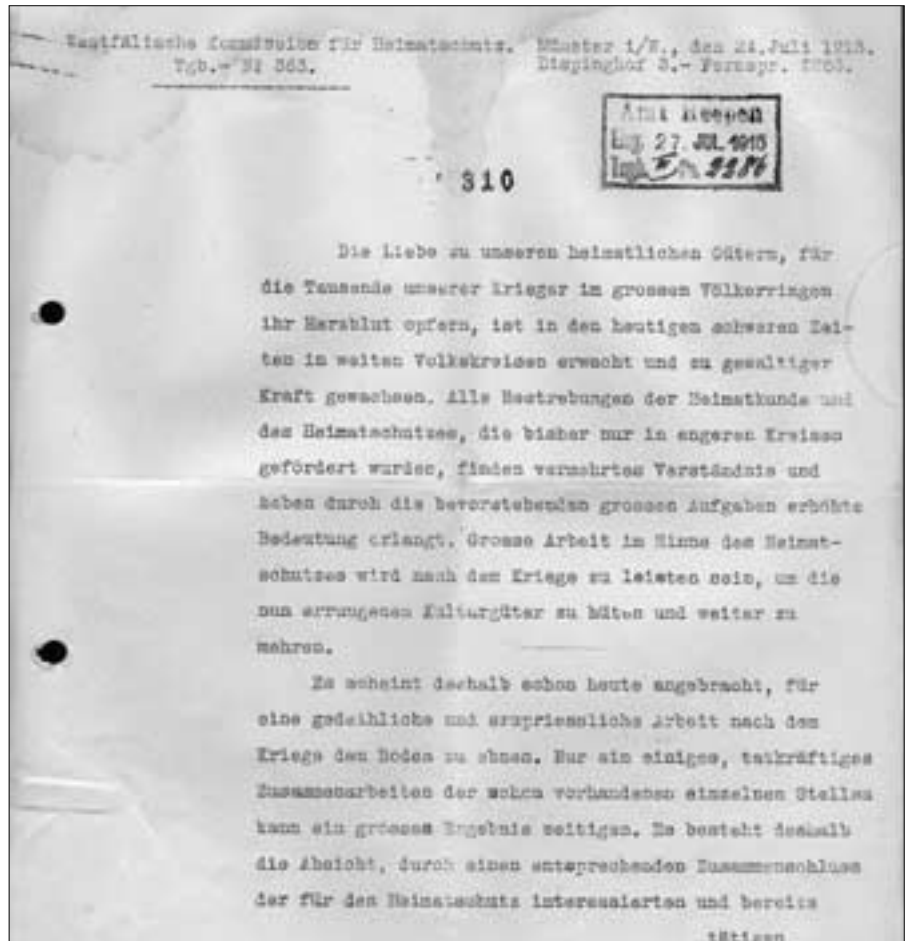 Westfälische Kommission für Heimatschutz. Münster i/W., den 24.Juli 1915.
Tgb.- № 363. Dispinghof 3.- Fernspr.
Amt Heepen
Eing. 27. JUL. 1915
310
Die Liebe zu unseren heimatlichen Gütern, für
die Tausende unserer Krieger im grossen Völkerringen
ihr Herzblut opfern, ist in den heutigen schweren Zei-
ten in weiten Volkskreisen erwacht und zu gewaltiger
Kraft gewachsen. Alle Bestrebungen der Heimatkunde und
des Heimatschutzes, die bisher nur in engeren Kreisen
gefördert wurden, finden vermehrtes Verständnis und
haben durch die bevorstehenden grossen Aufgaben erhöhte
Bedeutung erlangt. Grosse Arbeit im Sinne des Heimat-
schutzes wird nach dem Kriege zu leisten sein, um die
nun errungenen Kulturgüter zu hüten und weiter zu
mehren.
Es scheint deshalb schon heute angebracht, für
eine gedeihliche und erspriessliche Arbeit nach dem
Kriege den Boden zu ebnen. Nur ein einiges, tatkräftiges
Zusammenarbeiten der schon vorhandenen einzelnen Stellen
kann ein grosses Ergebnis zeitigen. Es besteht deshalb
die Absicht, durch einen entsprechenden Zusammenschluss
der für den Heimatschutz interessierten und bereits
tätigen